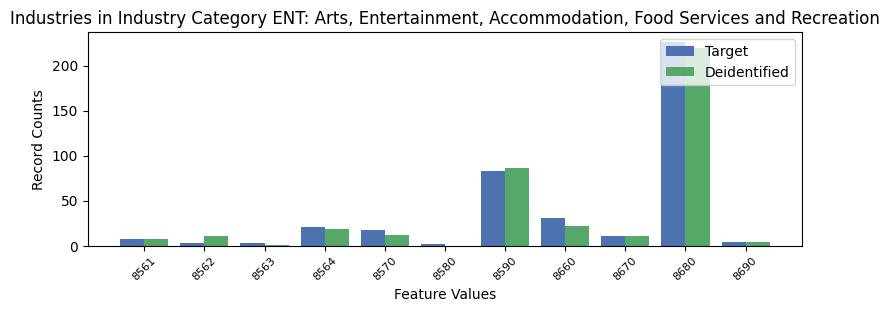 Industries in Industry Category ENT: Arts, Entertainment, Accommodation, Food Services and Recreation
Target
Deidentified
Record Counts
200
150
100
50
0
8561 8562 8563 8564 8570 8580 8590 8660 8670 8680 8690
Feature Values